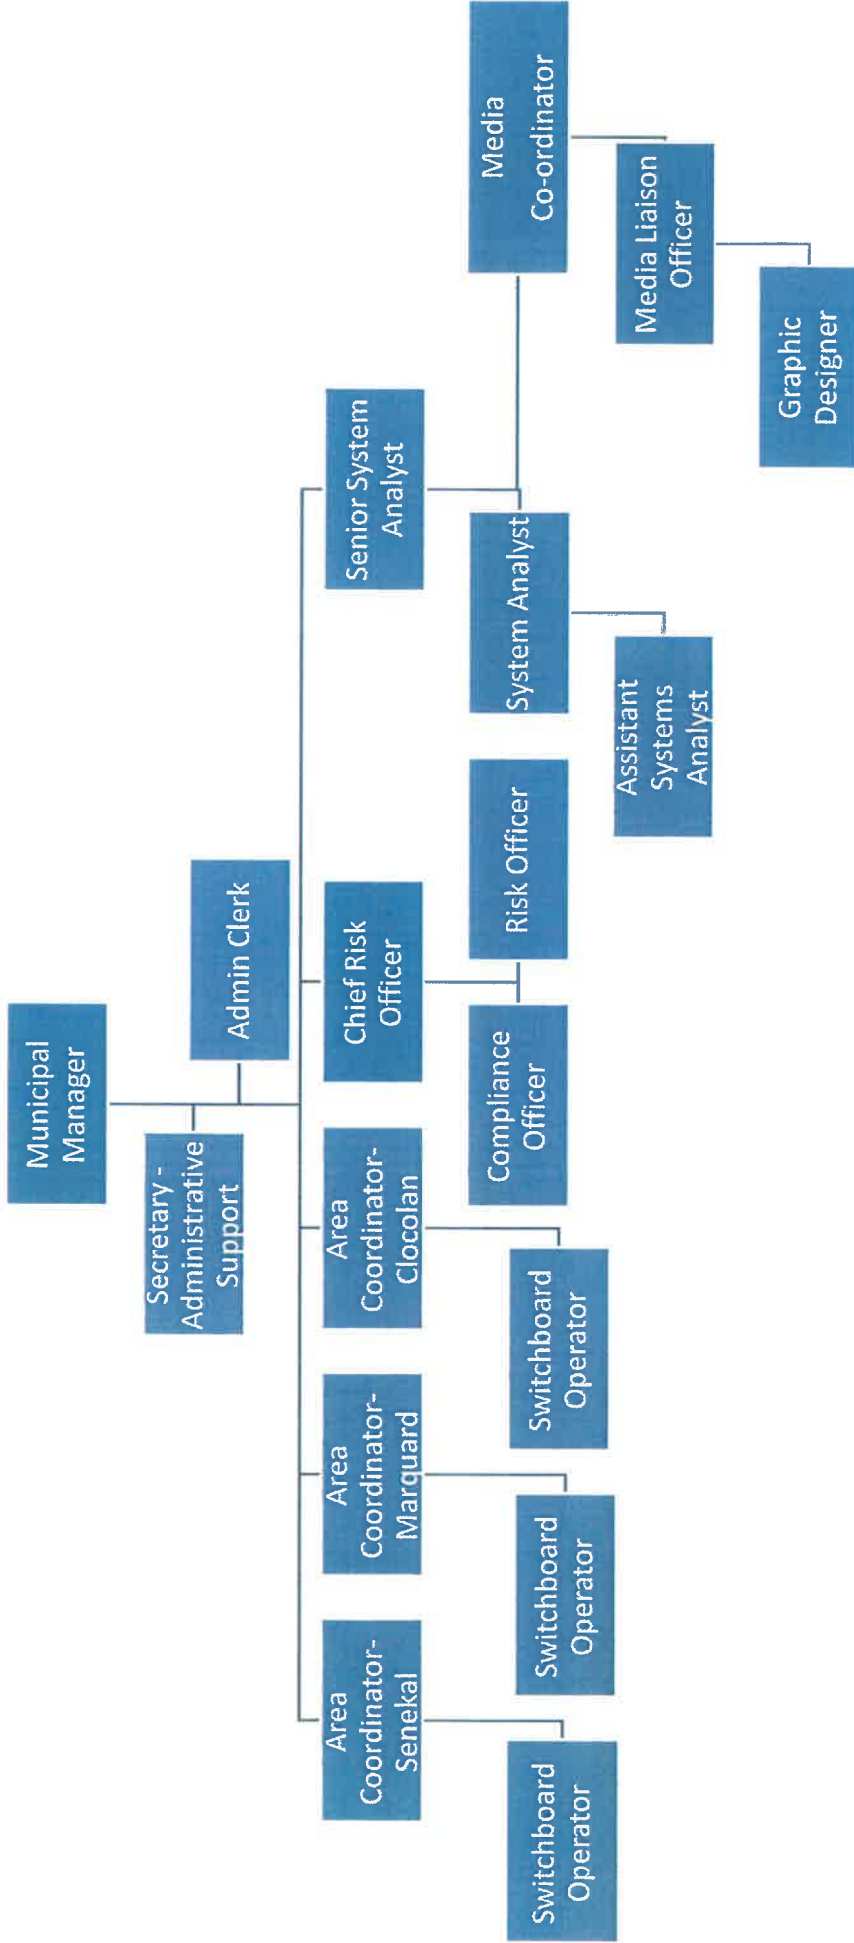 Municipal
Manager
Secretary -
Administrative
Support
Admin Clerk
Area
Coordinator-
Senekal
Area
Coordinator-
Marquard
Area
Coordinator-
Clocolan
Chief Risk
Officer
Senior System
Analyst
Switchboard
Operator
Switchboard
Operator
Switchboard
Operator
Compliance
Officer
Risk Officer
System Analyst
Media
Co-ordinator
Assistant
Systems
Analyst
Media Liaison
Officer
Graphic
Designer